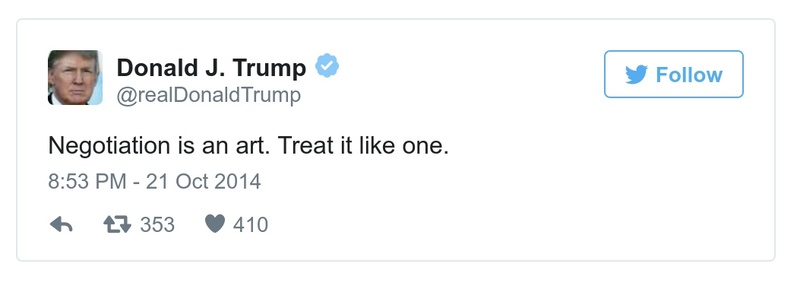 Donald J. Trump
@realDonaldTrump
Follow
Negotiation is an art. Treat it like one.
8:53 PM - 21 Oct 2014
353 410